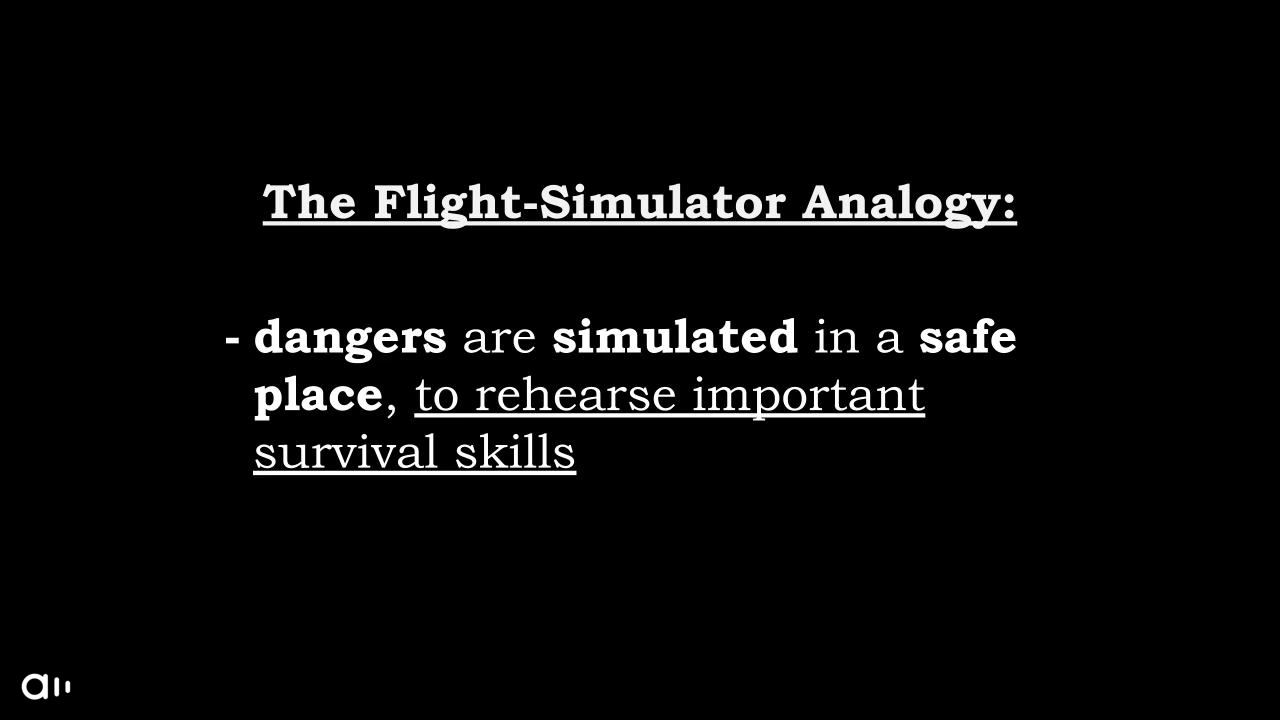 The Flight-Simulator Analogy:
- dangers are simulated in a safe
place, to rehearse important
survival skills